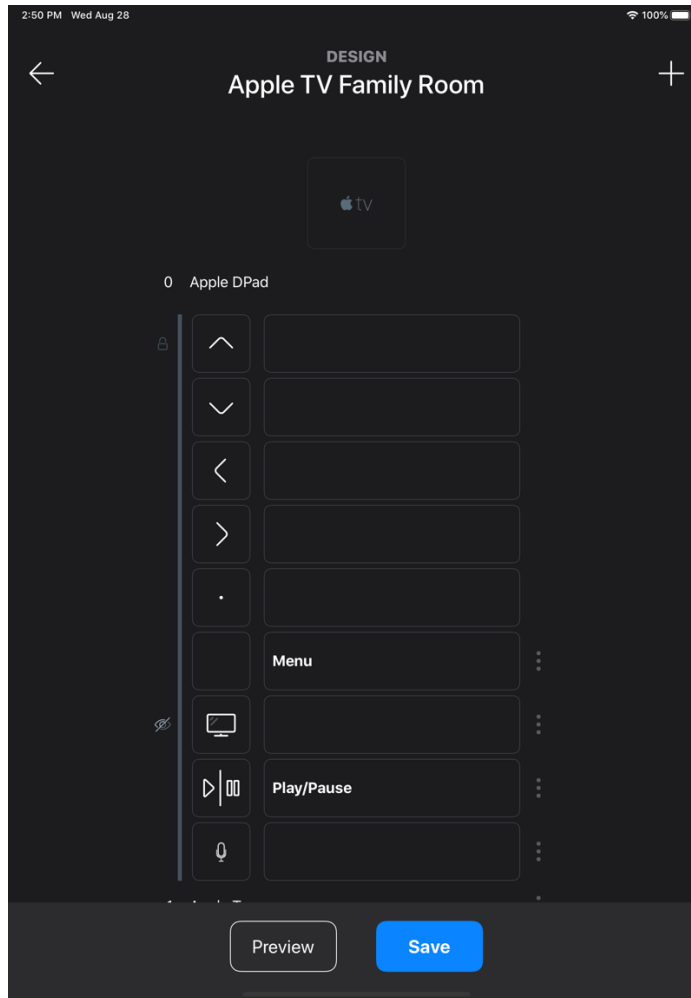 2:50 PM Wed Aug 28
100%
DESIGN
Apple TV Family Room
tv
0 Apple DPad
Menu
Play/Pause
Preview
Save